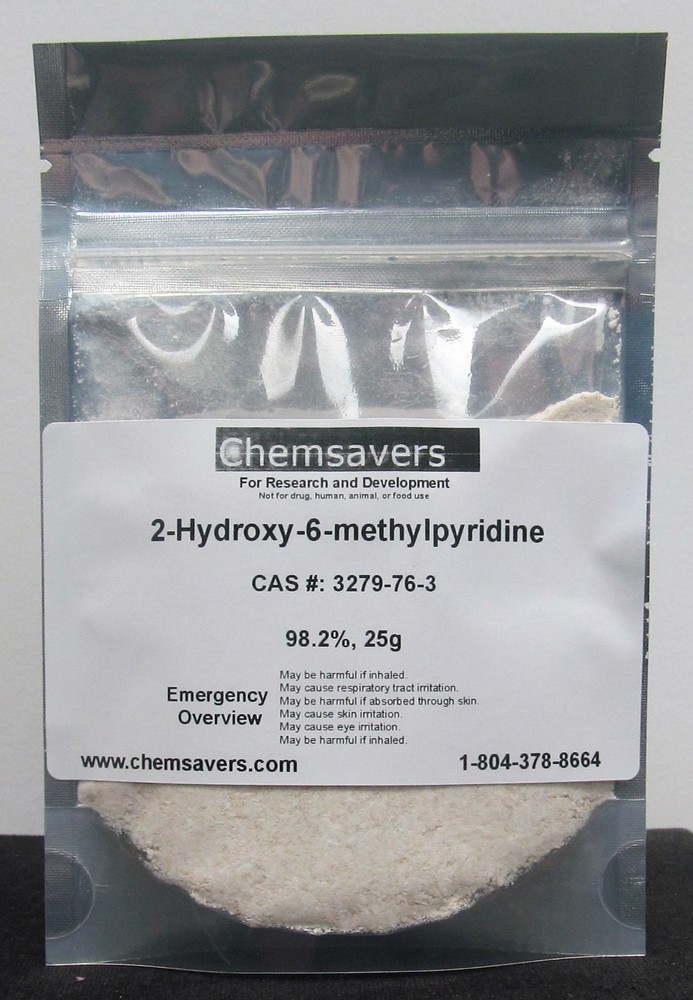 Chemsavers
For Research and Development
Not for drug, human, animal, or food use
2-Hydroxy-6-methylpyridine
CAS #: 3279-76-3
98.2%, 25g
Emergency Overview
May be harmful if inhaled.
May cause respiratory tract irritation.
May be harmful if absorbed through skin.
May cause skin irritation.
May cause eye irritation.
May be harmful if inhaled.
www.chemsavers.com
1-804-378-8664